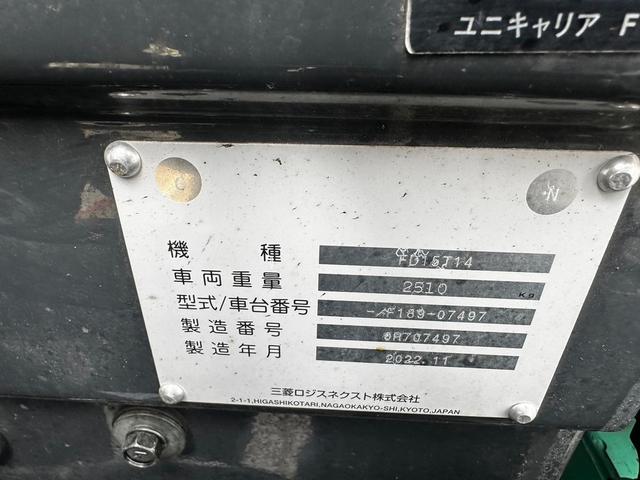 ユニキャリア F
C
N
機種 FD15T14
車両重量 2510 Kg
型式/車台番号 -AF18D-07497
製造番号 6R707497
製造年月 2022.11
三菱ロジスネクスト株式会社
2-1-1,HIGASHIKOTARI,NAGAOKAKYO-SHI,KYOTO,JAPAN